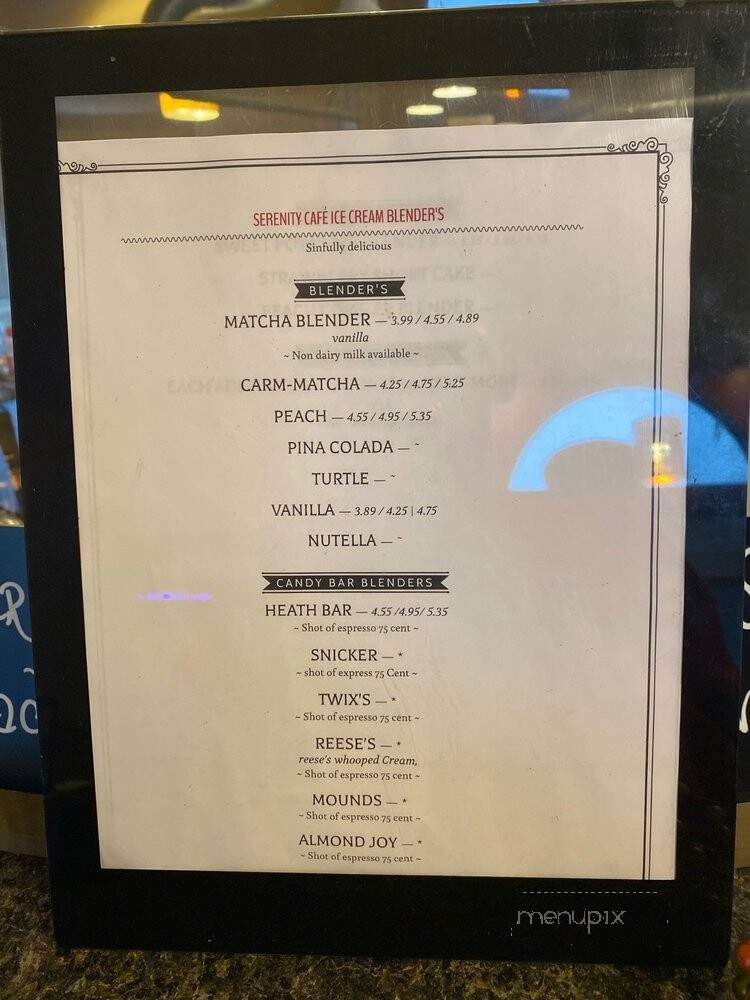 SERENITY CAFÉ ICE CREAM BLENDER'S
Sinfully delicious
BLENDER'S
MATCHA BLENDER — 3.99 / 4.55 / 4.89
vanilla
~ Non dairy milk available ~
CARM-MATCHA — 4.25 / 4.75 / 5.25
PEACH — 4.55 / 4.95 / 5.35
PINA COLADA — ~
TURTLE — ~
VANILLA — 3.89 / 4.25 | 4.75
NUTELLA — ~
CANDY BAR BLENDERS
HEATH BAR — 4.55 /4.95/ 5.35
~ Shot of espresso 75 cent ~
SNICKER — *
~ shot of express 75 Cent ~
TWIX'S — *
~ Shot of espresso 75 cent ~
REESE'S — *
reese's whooped Cream,
~ Shot of espresso 75 cent ~
MOUNDS — *
~ Shot of espresso 75 cent ~
ALMOND JOY — *
~ Shot of espresso 75 cent ~
menupix